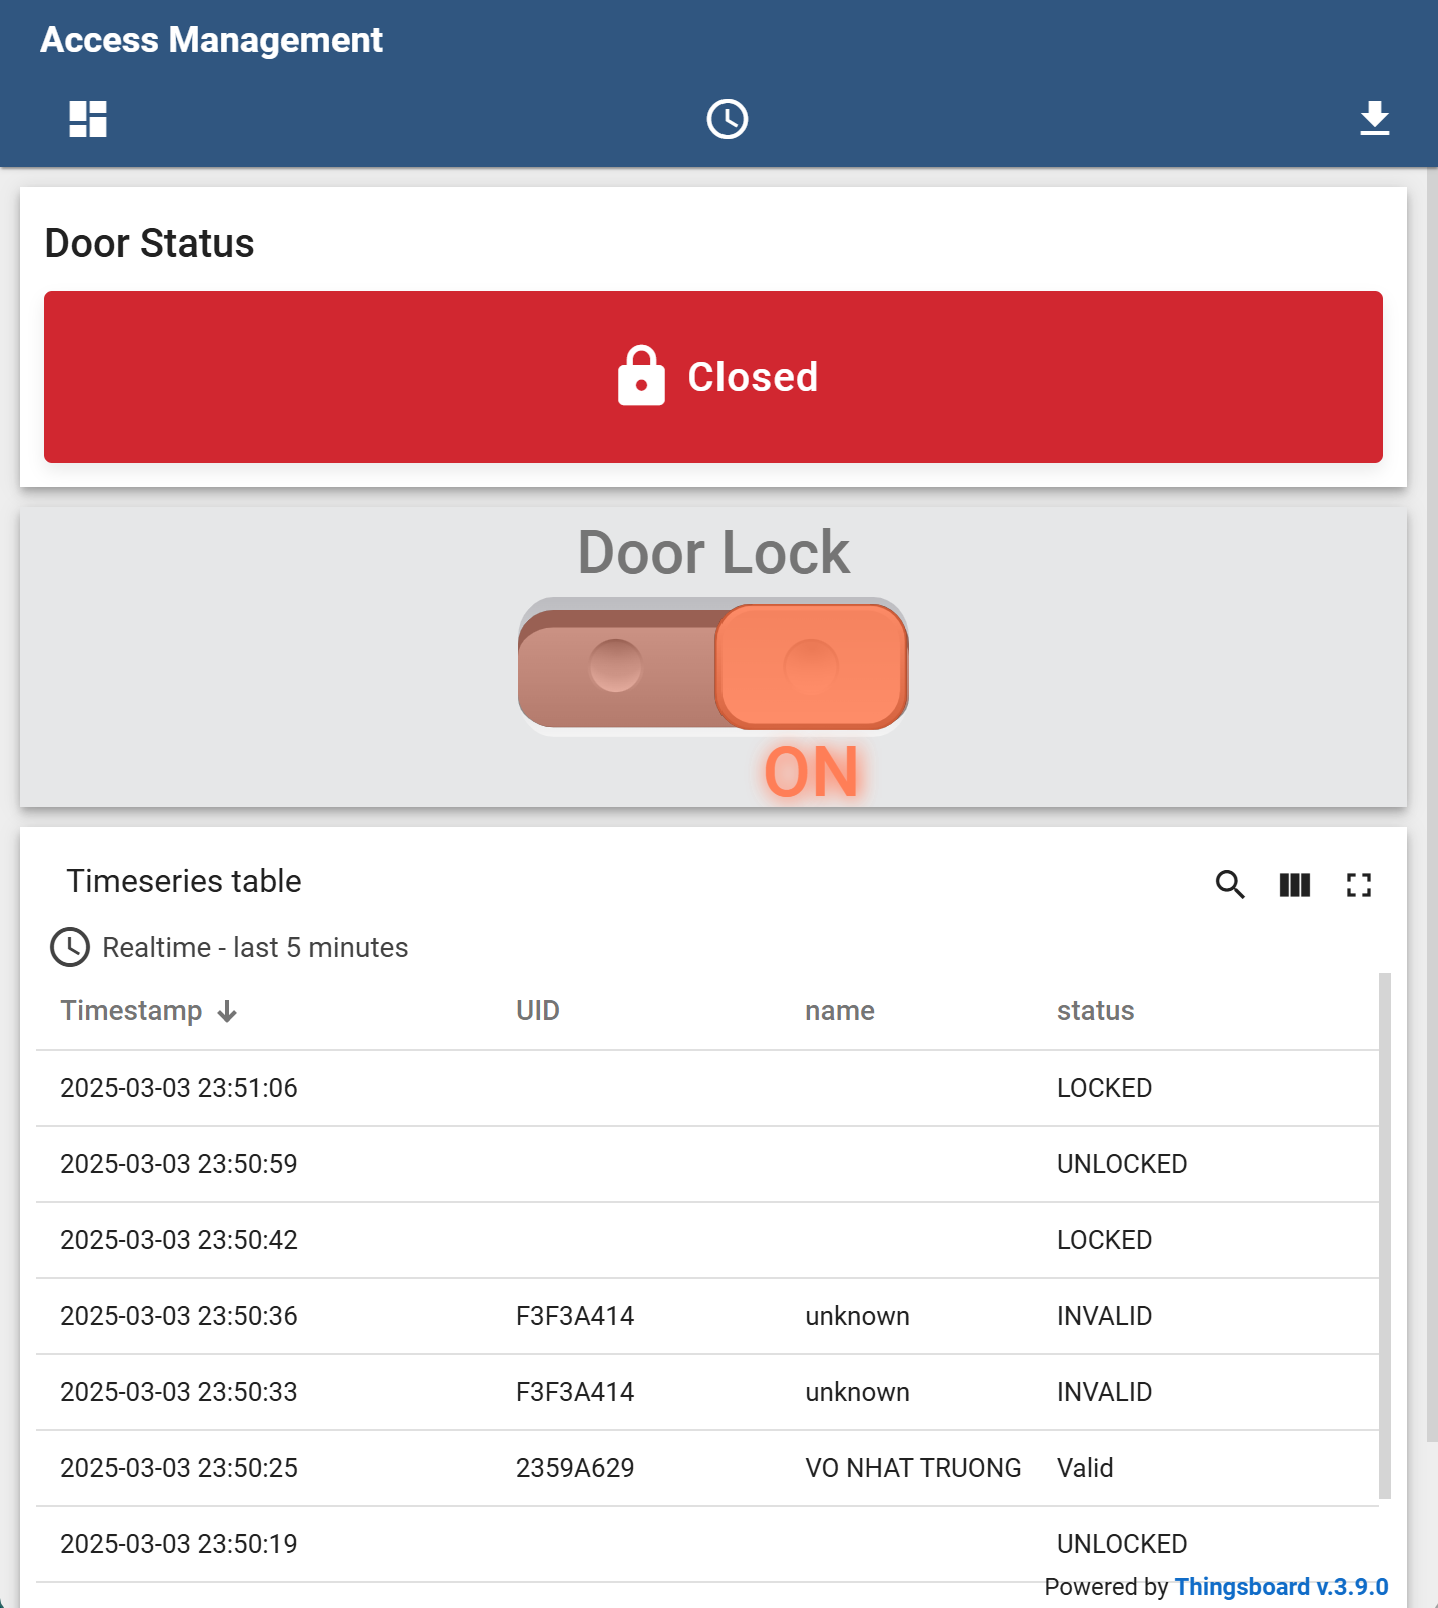 Access Management
Door Status
Closed
Door Lock
ON
Timeseries table
Realtime - last 5 minutes
Timestamp UID name status
2025-03-03 23:51:06 LOCKED
2025-03-03 23:50:59 UNLOCKED
2025-03-03 23:50:42 LOCKED
2025-03-03 23:50:36 F3F3A414 unknown INVALID
2025-03-03 23:50:33 F3F3A414 unknown INVALID
2025-03-03 23:50:25 2359A629 VO NHAT TRUONG Valid
2025-03-03 23:50:19 UNLOCKED
Powered by Thingsboard v.3.9.0